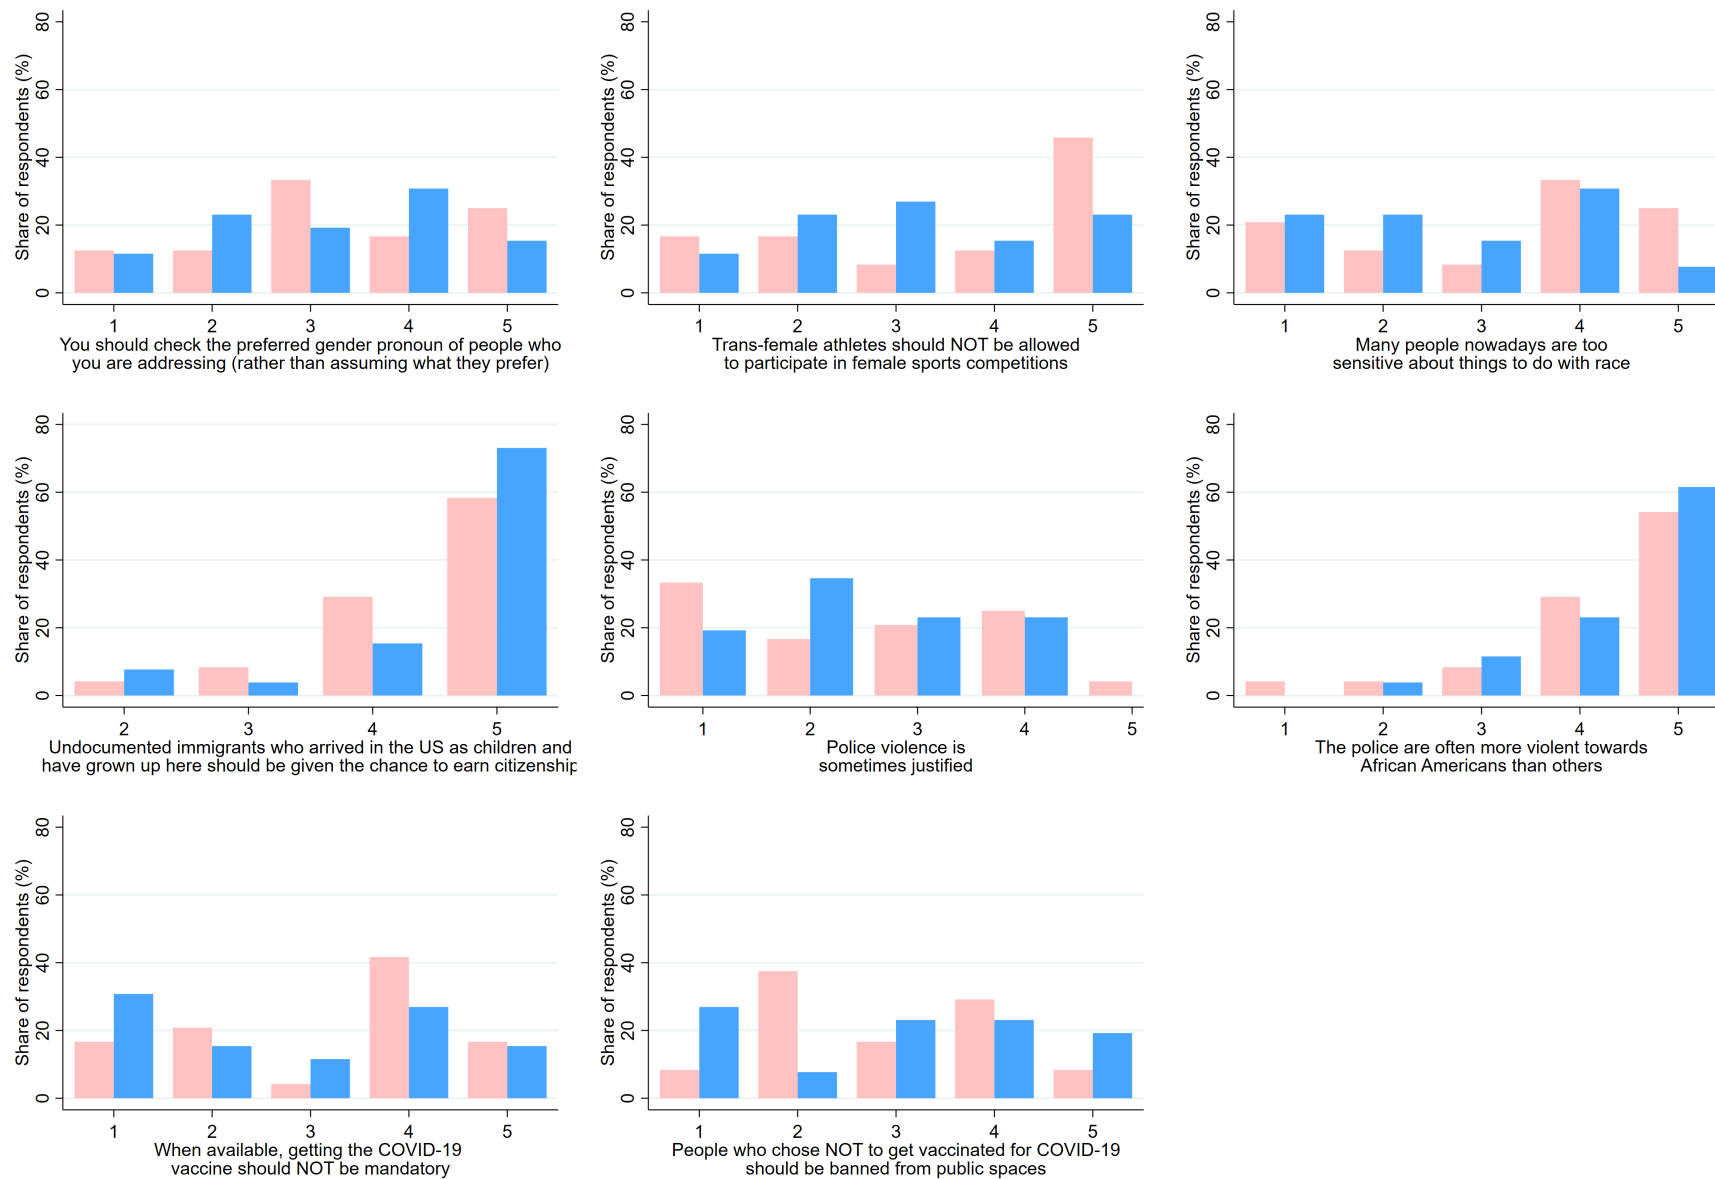 Share of respondents (%)
80
60
40
20
0
1 2 3 4 5
You should check the preferred gender pronoun of people who
you are addressing (rather than assuming what they prefer)
Share of respondents (%)
80
60
40
20
0
1 2 3 4 5
Trans-female athletes should NOT be allowed
to participate in female sports competitions
Share of respondents (%)
80
60
40
20
0
1 2 3 4 5
Many people nowadays are too
sensitive about things to do with race
Share of respondents (%)
80
60
40
20
0
2 3 4 5
Undocumented immigrants who arrived in the US as children and
have grown up here should be given the chance to earn citizenship
Share of respondents (%)
80
60
40
20
0
1 2 3 4 5
Police violence is
sometimes justified
Share of respondents (%)
80
60
40
20
0
1 2 3 4 5
The police are often more violent towards
African Americans than others
Share of respondents (%)
80
60
40
20
0
1 2 3 4 5
When available, getting the COVID-19
vaccine should NOT be mandatory
Share of respondents (%)
80
60
40
20
0
1 2 3 4 5
People who chose NOT to get vaccinated for COVID-19
should be banned from public spaces